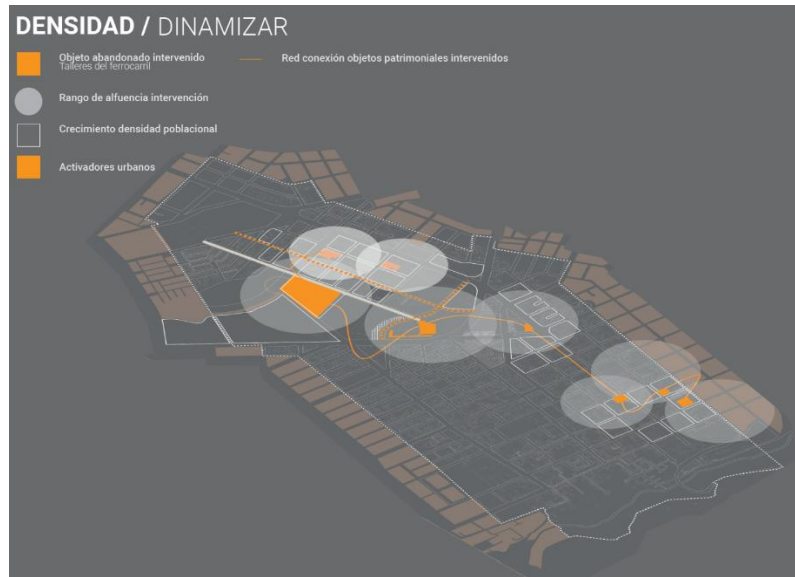 DENSIDAD / DINAMIZAR
Objeto abandonado intervenido
Talleres del ferrocarril
Red conexión objetos patrimoniales intervenidos
Rango de alfuencia intervención
Crecimiento densidad poblacional
Activadores urbanos